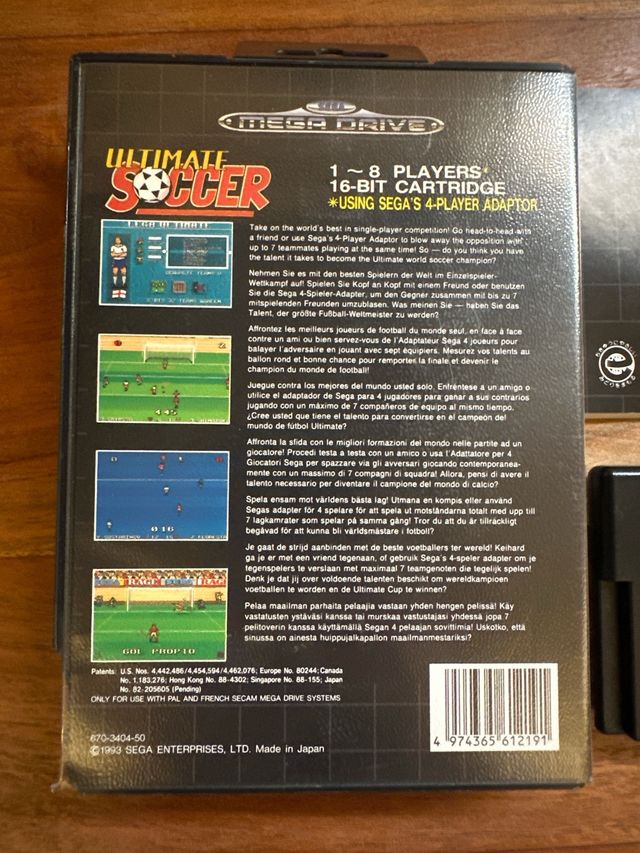 MEGA DRIVE
ULTIMATE
SOCCER
1 ~ 8 PLAYERS*
16-BIT CARTRIDGE
*USING SEGA'S 4-PLAYER ADAPTOR
Take on the world's best in single-player competition! Go head-to-head with
a friend or use Sega's 4-Player Adaptor to blow away the opposition with
up to 7 teammates playing at the same time! So — do you think you have
the talent it takes to become the Ultimate world soccer champion?
Nehmen Sie es mit den besten Spielern der Welt im Einzelspieler-
Wettkampf auf! Spielen Sie Kopf an Kopf mit einem Freund oder benutzen
Sie die Sega 4-Spieler-Adapter, um den Gegner zusammen mit bis zu 7
mitspielenden Freunden umzublasen. Was meinen Sie — haben Sie das
Talent, der größte Fußball-Weltmeister zu werden?
Affrontez les meilleurs joueurs de football du monde seul, en face à face
contre un ami ou bien servez-vous de l'Adaptateur Sega 4 joueurs pour
balayer l'adversaire en jouant avec sept équipiers. Mesurez vos talents au
ballon rond et bonne chance pour remporter la finale et devenir le
champion du monde de football!
Juegue contra los mejores del mundo usted solo. Enfréntese a un amigo o
utilice el adaptador de Sega para 4 jugadores para ganar a sus contrarios
jugando con un máximo de 7 compañeros de equipo al mismo tiempo.
¿Cree usted que tiene el talento para convertirse en el campeón del
mundo de fútbol Ultimate?
Affronta la sfida con le migliori formazioni del mondo nelle partite ad un
giocatore! Procedi testa a testa con un amico o usa l'Adattatore per 4
Giocatori Sega per spazzare via gli avversari giocando contemporanea-
mente con un massimo di 7 compagni di squadra! Allora, pensi di avere il
talento necessario per diventare il campione del mondo di calcio?
Spela ensam mot världens bästa lag! Utmana en kompis eller använd
Segas adapter för 4 spelare för att spela ut motståndarna totalt med upp till
7 lagkamrater som spelar på samma gång! Tror du att du är tillräckligt
begåvad för att kunna bli världsmästare i fotboll?
Je gaat de strijd aanbinden met de beste voetballers ter wereld! Keihard
ga je er met een vriend tegenaan, of gebruik Sega's 4-speler adapter om je
tegenspelers te verslaan met maximaal 7 teamgenoten die tegelijk spelen!
Denk je dat jij over voldoende talenten beschikt om wereldkampioen
voetballen te worden en de Ultimate Cup te winnen?
Pelaa maailman parhaita pelaajia vastaan yhden hengen pelissä! Käy
vastatusten ystäväsi kanssa tai murskaa vastustajasi yhdessä jopa 7
pelitoverin kanssa käyttämällä Segan 4 pelaajan sovittimia! Uskotko, että
sinussa on ainesta huippujalkapallon maailmanmestariksi?
445
016
RAGE
GOL PROPIO
Patents: U.S. Nos. 4,442,486/4,454,594/4,462,076; Europe No. 80244; Canada
No. 1,183,276; Hong Kong No. 88-4302; Singapore No. 88-155; Japan
No. 82-205605 (Pending)
ONLY FOR USE WITH PAL AND FRENCH SECAM MEGA DRIVE SYSTEMS
670-3404-50
©1993 SEGA ENTERPRISES, LTD. Made in Japan
4 974365 612191